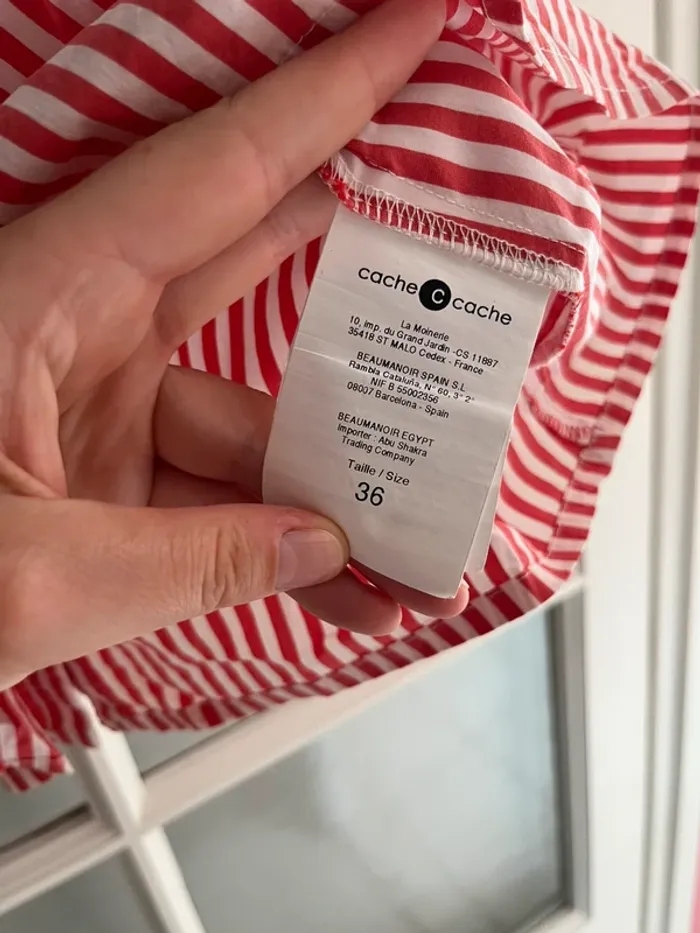 cache C cache
La Moinerie
10, imp. du Grand Jardin -CS 11887
35418 ST MALO Cedex - France
BEAUMANOIR SPAIN S.L
Rambla Cataluña, N° 60, 3° 2ª
NIF B 55002356
08007 Barcelona - Spain
BEAUMANOIR EGYPT
Importer : Abu Shakra
Trading Company
Taille / Size
36